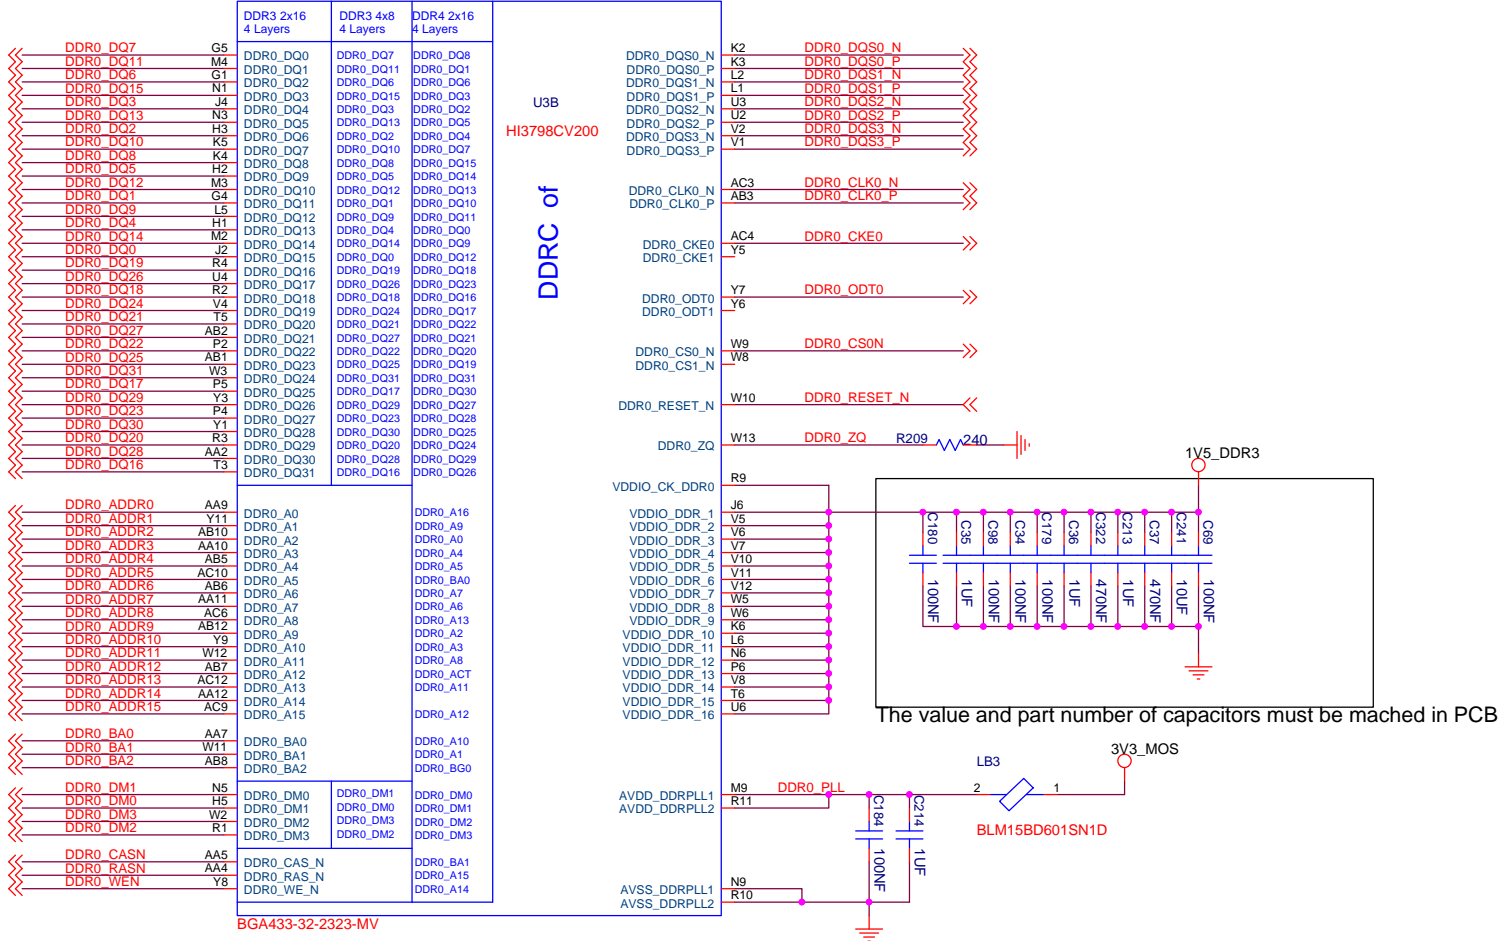 DDR3 2x16 DDR3 4x8 DDR4 2x16
4 Layers 4 Layers 4 Layers
U3B
HI3798CV200
DDRC of
DDR0_DQ7 G5 DDR0_DQ0 DDR0_DQ7 DDR0_DQ8
DDR0_DQ11 M4 DDR0_DQ1 DDR0_DQ11 DDR0_DQ1
DDR0_DQ6 G1 DDR0_DQ2 DDR0_DQ6 DDR0_DQ6
DDR0_DQ15 N1 DDR0_DQ3 DDR0_DQ15 DDR0_DQ3
DDR0_DQ3 J4 DDR0_DQ4 DDR0_DQ3 DDR0_DQ2
DDR0_DQ13 N3 DDR0_DQ5 DDR0_DQ13 DDR0_DQ5
DDR0_DQ2 H3 DDR0_DQ6 DDR0_DQ2 DDR0_DQ4
DDR0_DQ10 K5 DDR0_DQ7 DDR0_DQ10 DDR0_DQ7
DDR0_DQ8 K4 DDR0_DQ8 DDR0_DQ8 DDR0_DQ15
DDR0_DQ5 H2 DDR0_DQ9 DDR0_DQ5 DDR0_DQ14
DDR0_DQ12 M3 DDR0_DQ10 DDR0_DQ12 DDR0_DQ13
DDR0_DQ1 G4 DDR0_DQ11 DDR0_DQ1 DDR0_DQ10
DDR0_DQ9 L5 DDR0_DQ12 DDR0_DQ9 DDR0_DQ11
DDR0_DQ4 H1 DDR0_DQ13 DDR0_DQ4 DDR0_DQ0
DDR0_DQ14 M2 DDR0_DQ14 DDR0_DQ14 DDR0_DQ9
DDR0_DQ0 J2 DDR0_DQ15 DDR0_DQ0 DDR0_DQ12
DDR0_DQ19 R4 DDR0_DQ16 DDR0_DQ19 DDR0_DQ18
DDR0_DQ26 U4 DDR0_DQ17 DDR0_DQ26 DDR0_DQ23
DDR0_DQ18 R2 DDR0_DQ18 DDR0_DQ18 DDR0_DQ16
DDR0_DQ24 V4 DDR0_DQ19 DDR0_DQ24 DDR0_DQ17
DDR0_DQ21 T5 DDR0_DQ20 DDR0_DQ21 DDR0_DQ22
DDR0_DQ27 AB2 DDR0_DQ21 DDR0_DQ27 DDR0_DQ21
DDR0_DQ22 P2 DDR0_DQ22 DDR0_DQ22 DDR0_DQ20
DDR0_DQ25 AB1 DDR0_DQ23 DDR0_DQ25 DDR0_DQ19
DDR0_DQ31 W3 DDR0_DQ24 DDR0_DQ31 DDR0_DQ31
DDR0_DQ17 P5 DDR0_DQ25 DDR0_DQ17 DDR0_DQ30
DDR0_DQ29 Y3 DDR0_DQ26 DDR0_DQ29 DDR0_DQ27
DDR0_DQ23 P4 DDR0_DQ27 DDR0_DQ23 DDR0_DQ28
DDR0_DQ30 Y1 DDR0_DQ28 DDR0_DQ30 DDR0_DQ25
DDR0_DQ20 R3 DDR0_DQ29 DDR0_DQ20 DDR0_DQ24
DDR0_DQ28 AA2 DDR0_DQ30 DDR0_DQ28 DDR0_DQ29
DDR0_DQ16 T3 DDR0_DQ31 DDR0_DQ16 DDR0_DQ26
DDR0_ADDR0 AA9 DDR0_A0 DDR0_A16
DDR0_ADDR1 Y11 DDR0_A1 DDR0_A9
DDR0_ADDR2 AB10 DDR0_A2 DDR0_A0
DDR0_ADDR3 AA10 DDR0_A3 DDR0_A4
DDR0_ADDR4 AB5 DDR0_A4 DDR0_A5
DDR0_ADDR5 AC10 DDR0_A5 DDR0_BA0
DDR0_ADDR6 AB6 DDR0_A6 DDR0_A7
DDR0_ADDR7 AA11 DDR0_A7 DDR0_A6
DDR0_ADDR8 AC6 DDR0_A8 DDR0_A13
DDR0_ADDR9 AB12 DDR0_A9 DDR0_A2
DDR0_ADDR10 Y9 DDR0_A10 DDR0_A3
DDR0_ADDR11 W12 DDR0_A11 DDR0_A8
DDR0_ADDR12 AB7 DDR0_A12 DDR0_ACT
DDR0_ADDR13 AC12 DDR0_A13 DDR0_A11
DDR0_ADDR14 AA12 DDR0_A14
DDR0_ADDR15 AC9 DDR0_A15 DDR0_A12
DDR0_BA0 AA7 DDR0_BA0 DDR0_A10
DDR0_BA1 W11 DDR0_BA1 DDR0_A1
DDR0_BA2 AB8 DDR0_BA2 DDR0_BG0
DDR0_DM1 N5 DDR0_DM0 DDR0_DM1 DDR0_DM0
DDR0_DM0 H5 DDR0_DM1 DDR0_DM0 DDR0_DM1
DDR0_DM3 W2 DDR0_DM2 DDR0_DM3 DDR0_DM2
DDR0_DM2 R1 DDR0_DM3 DDR0_DM2 DDR0_DM3
DDR0_CASN AA5 DDR0_CAS_N DDR0_BA1
DDR0_RASN AA4 DDR0_RAS_N DDR0_A15
DDR0_WEN Y8 DDR0_WE_N DDR0_A14
BGA433-32-2323-MV
DDR0_DQS0_N K2 DDR0_DQS0_N
DDR0_DQS0_P K3 DDR0_DQS0_P
DDR0_DQS1_N L2 DDR0_DQS1_N
DDR0_DQS1_P L1 DDR0_DQS1_P
DDR0_DQS2_N U3 DDR0_DQS2_N
DDR0_DQS2_P U2 DDR0_DQS2_P
DDR0_DQS3_N V2 DDR0_DQS3_N
DDR0_DQS3_P V1 DDR0_DQS3_P
DDR0_CLK0_N AC3 DDR0_CLK0_N
DDR0_CLK0_P AB3 DDR0_CLK0_P
DDR0_CKE0 AC4 DDR0_CKE0
DDR0_CKE1 Y5
DDR0_ODT0 Y7 DDR0_ODT0
DDR0_ODT1 Y6
DDR0_CS0_N W9 DDR0_CS0N
DDR0_CS1_N W8
DDR0_RESET_N W10 DDR0_RESET_N
DDR0_ZQ W13 DDR0_ZQ R209 240
VDDIO_CK_DDR0 R9
VDDIO_DDR_1 J6
VDDIO_DDR_2 V5
VDDIO_DDR_3 V6
VDDIO_DDR_4 V7
VDDIO_DDR_5 V10
VDDIO_DDR_6 V11
VDDIO_DDR_7 V12
VDDIO_DDR_8 W5
VDDIO_DDR_9 W6
VDDIO_DDR_10 K6
VDDIO_DDR_11 L6
VDDIO_DDR_12 N6
VDDIO_DDR_13 P6
VDDIO_DDR_14 V8
VDDIO_DDR_15 T6
VDDIO_DDR_16 U6
1V5_DDR3
C180 C35 C98 C34 C179 C36 C322 C213 C37 C241 C69
100NF 1UF 100NF 100NF 100NF 1UF 470NF 1UF 470NF 10UF 100NF
The value and part number of capacitors must be mached in PCB
3V3_MOS
LB3
AVDD_DDRPLL1 M9 DDR0_PLL 2 1
AVDD_DDRPLL2 R11
BLM15BD601SN1D
C184 C214
100NF 1UF
AVSS_DDRPLL1 N9
AVSS_DDRPLL2 R10